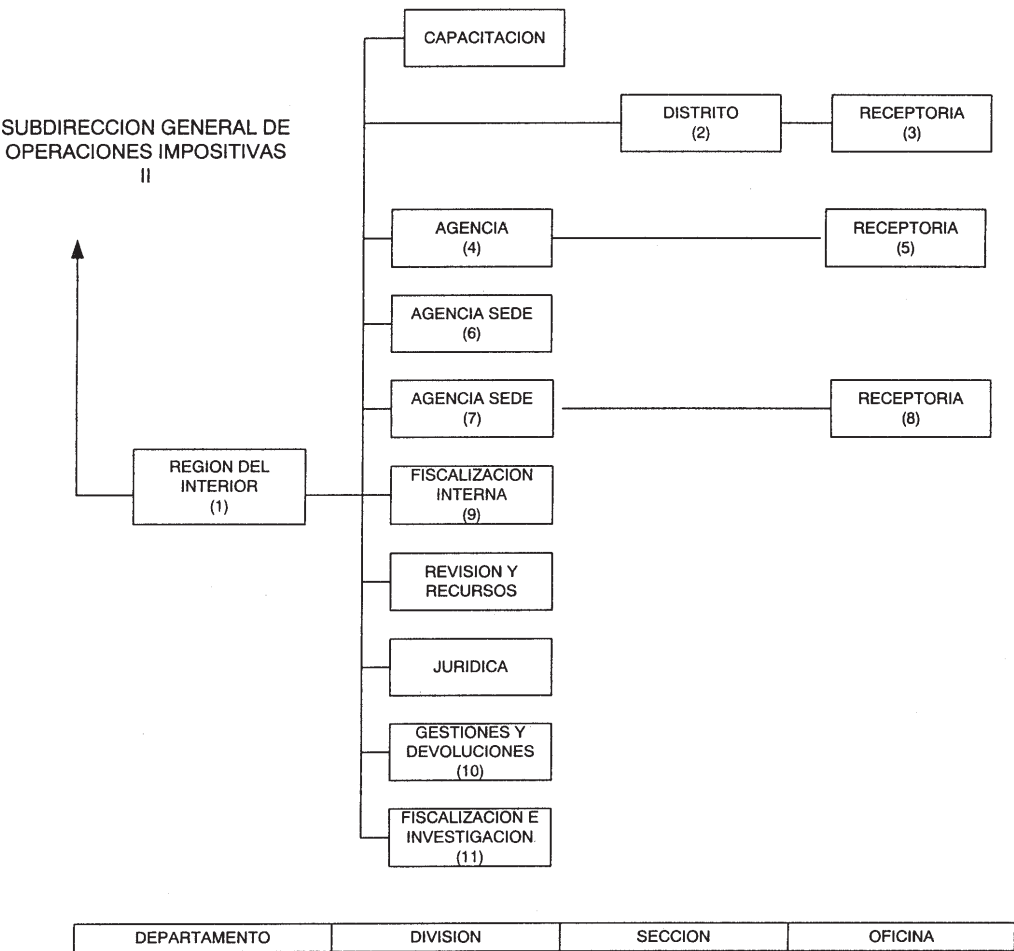 CAPACITACION
SUBDIRECCION GENERAL DE
OPERACIONES IMPOSITIVAS
II
DISTRITO
(2)
RECEPTORIA
(3)
AGENCIA
(4)
RECEPTORIA
(5)
AGENCIA SEDE
(6)
AGENCIA SEDE
(7)
RECEPTORIA
(8)
REGION DEL
INTERIOR
(1)
FISCALIZACION
INTERNA
(9)
REVISION Y
RECURSOS
JURIDICA
GESTIONES Y
DEVOLUCIONES
(10)
FISCALIZACION E
INVESTIGACION
(11)
DEPARTAMENTO
DIVISION
SECCION
OFICINA